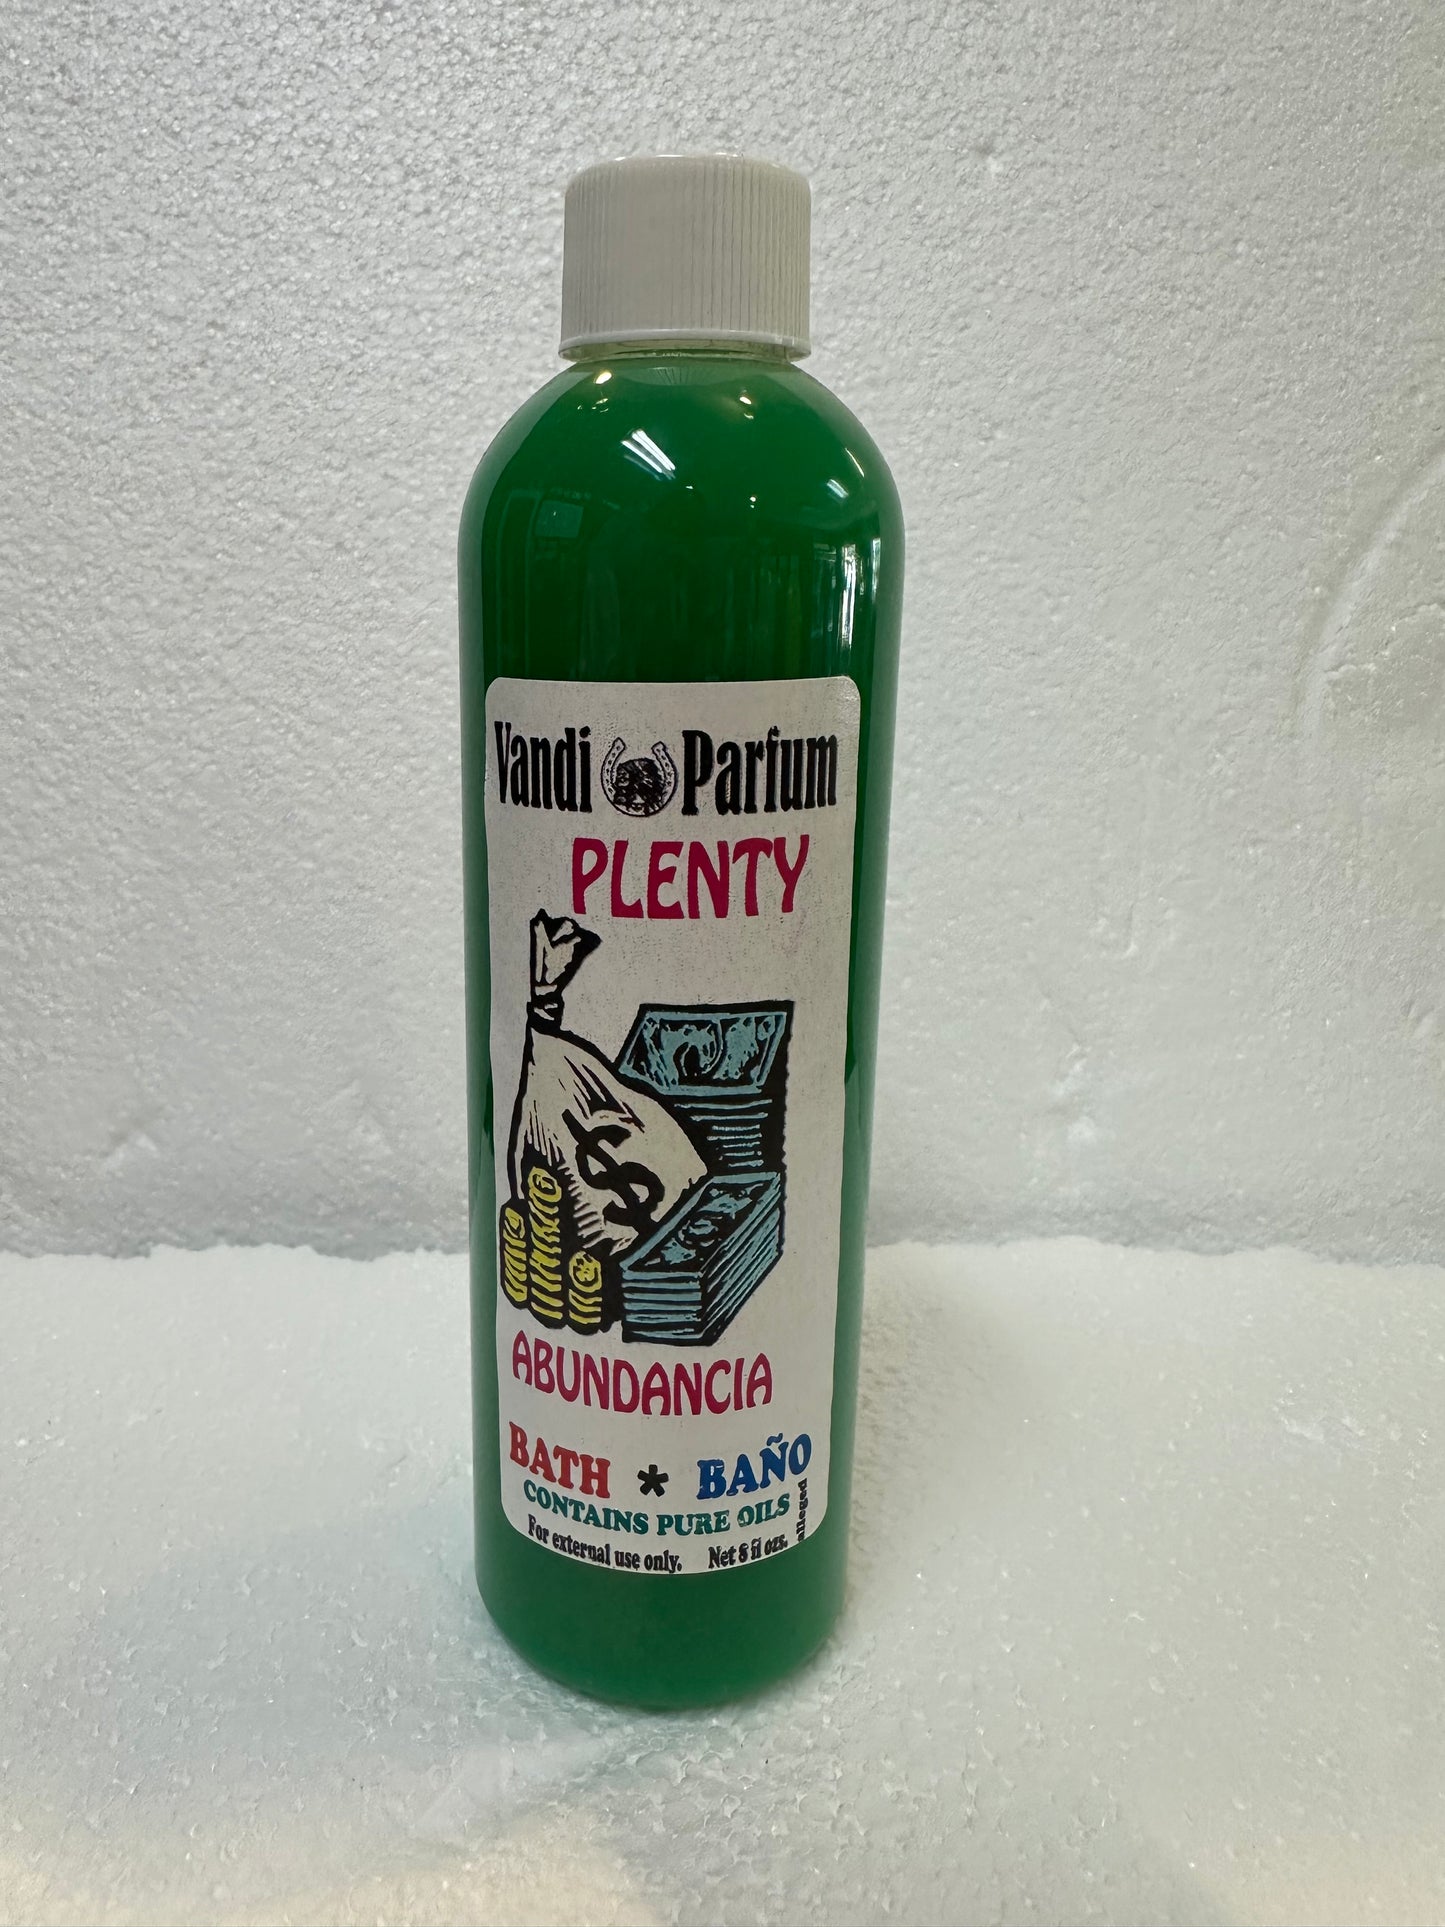 Vandi Parfum
PLENTY
$
ABUNDANCIA
BATH * BAÑO
CONTAINS PURE OILS
alleged
For external use only. Net 8 fl ozs.